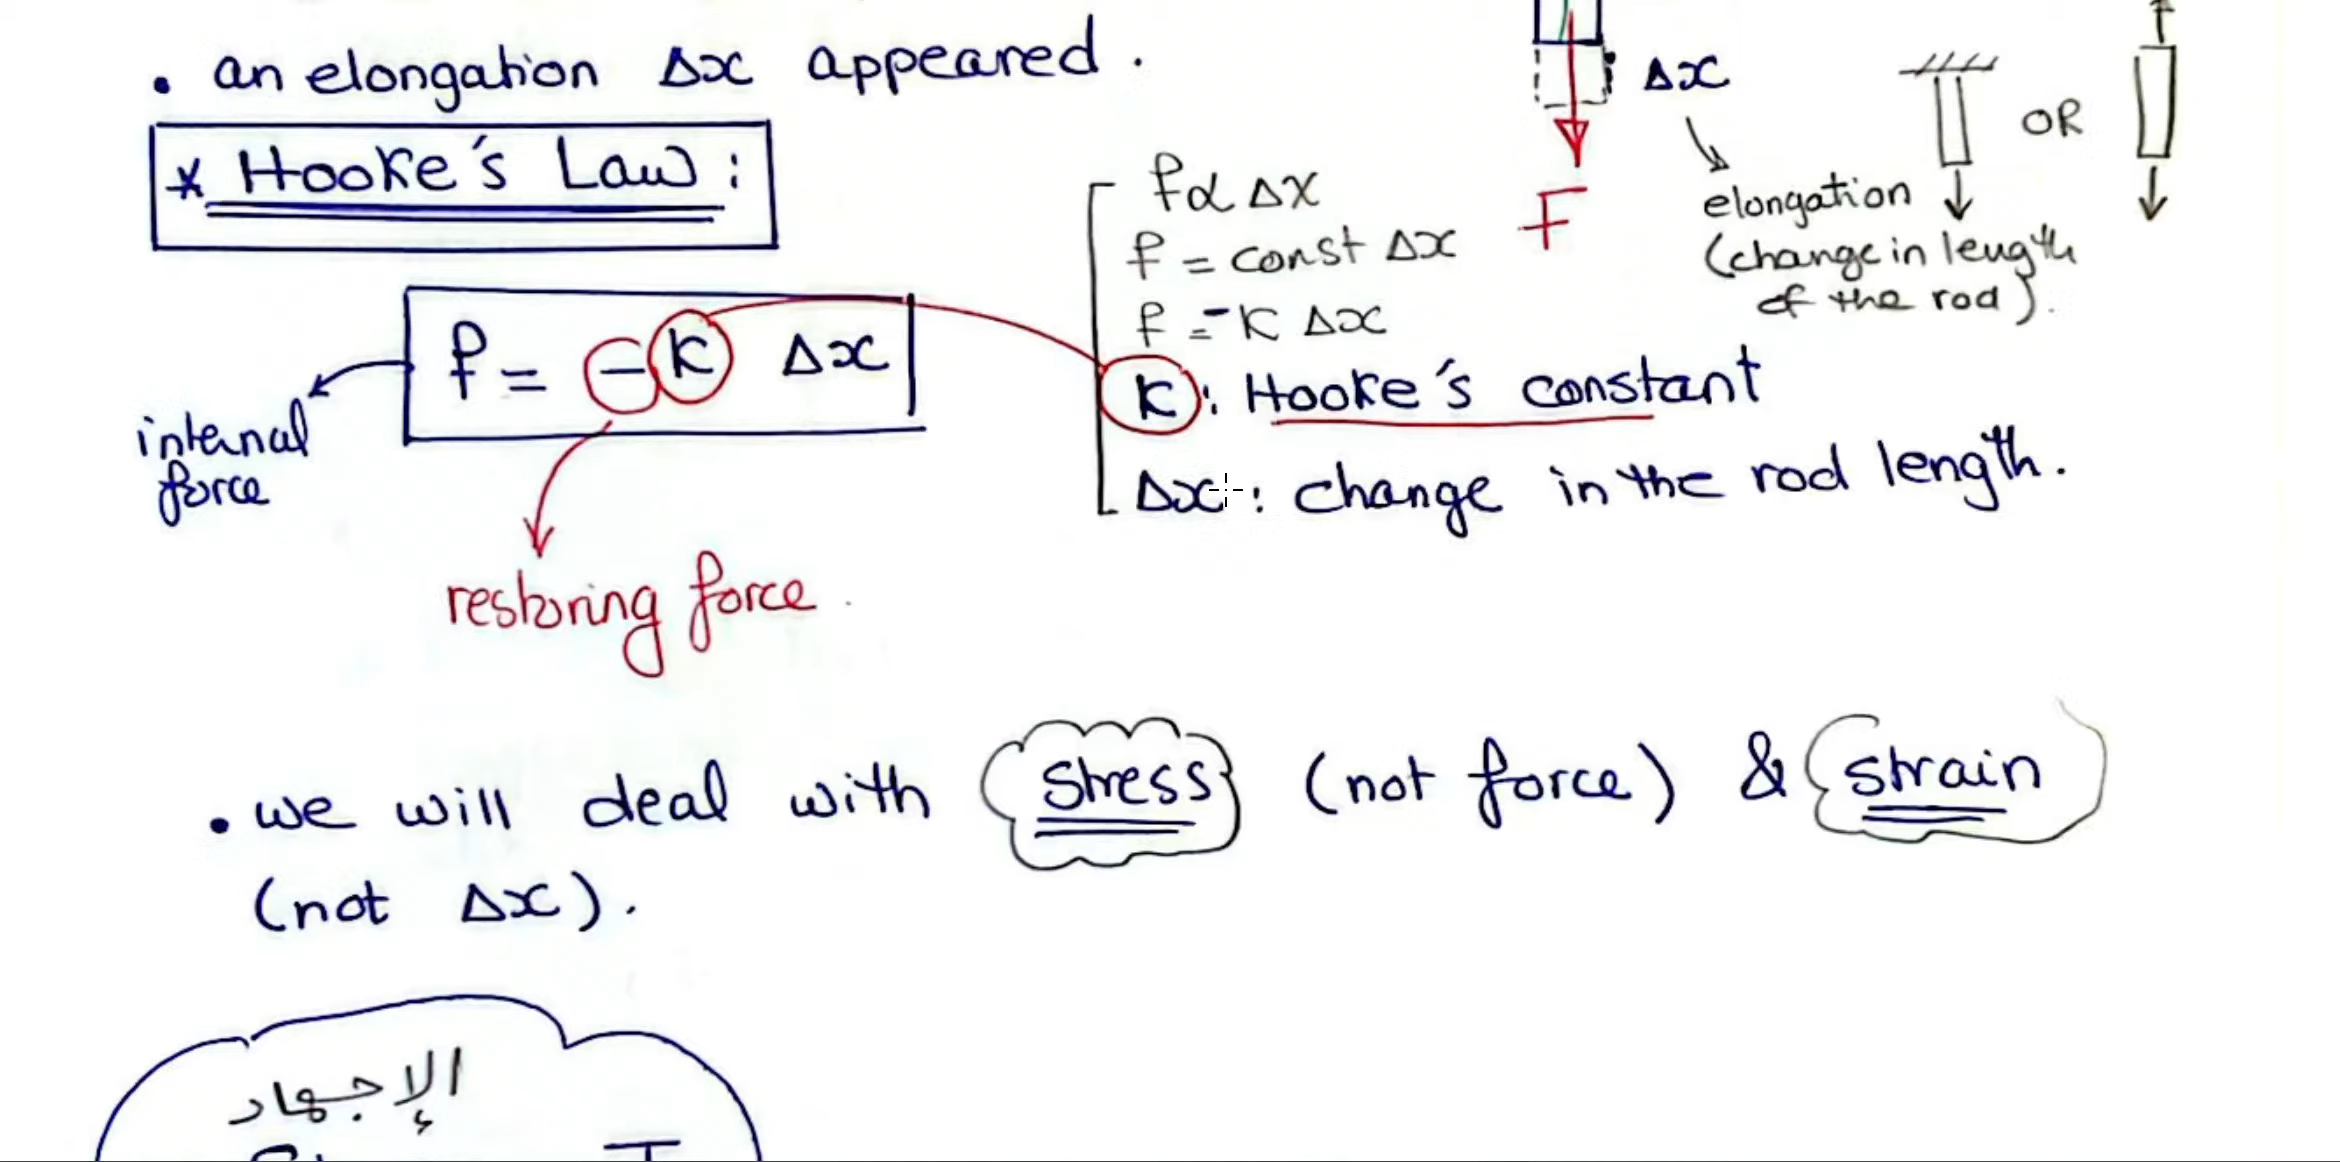 • an elongation Δx appeared.
Δx
OR
* Hooke's Law :
f α Δx
f = const Δx
f = -K Δx
F
elongation
(change in length
of the rod).
f = - K Δx
internal
force
restoring force.
K : Hooke's constant
Δx : change in the rod length.
• we will deal with stress (not force) & strain
(not Δx).
الإجهاد